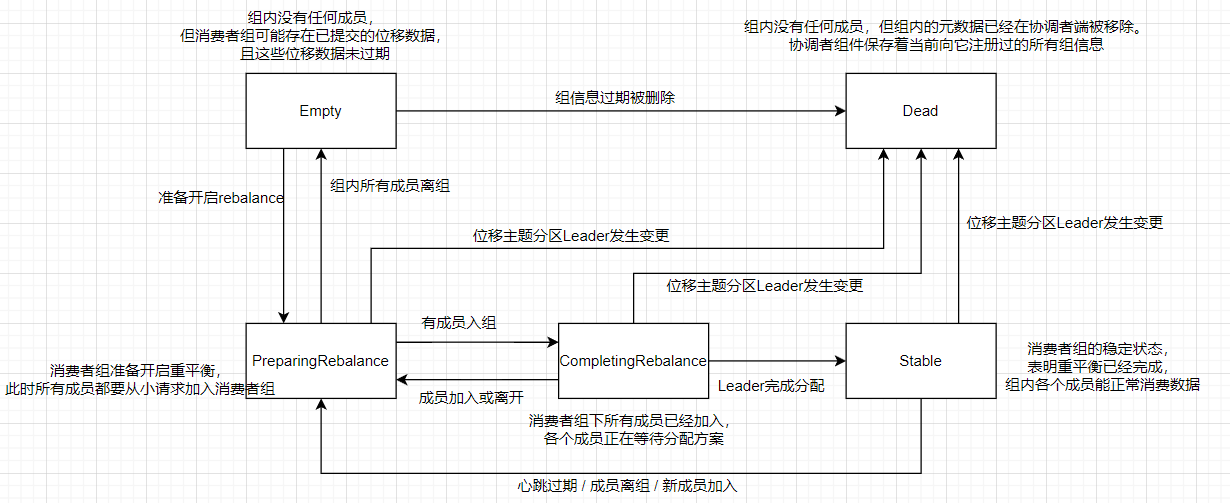 组内没有任何成员，
但消费者组可能存在已提交的位移数据，
且这些位移数据未过期
组内没有任何成员，但组内的元数据已经在协调者端被移除。
协调者组件保存着当前向它注册过的所有组信息
Empty
组信息过期被删除
Dead
准备开启rebalance
组内所有成员离组
位移主题分区Leader发生变更
位移主题分区Leader发生变更
位移主题分区Leader发生变更
有成员入组
PreparingRebalance
CompletingRebalance
Stable
消费者组准备开启重平衡，
此时所有成员都要从小请求加入消费者组
成员加入或离开
Leader完成分配
消费者组的稳定状态，
表明重平衡已经完成，
组内各个成员能正常消费数据
消费者组下所有成员已经加入，
各个成员正在等待分配方案
心跳过期 / 成员离组 / 新成员加入